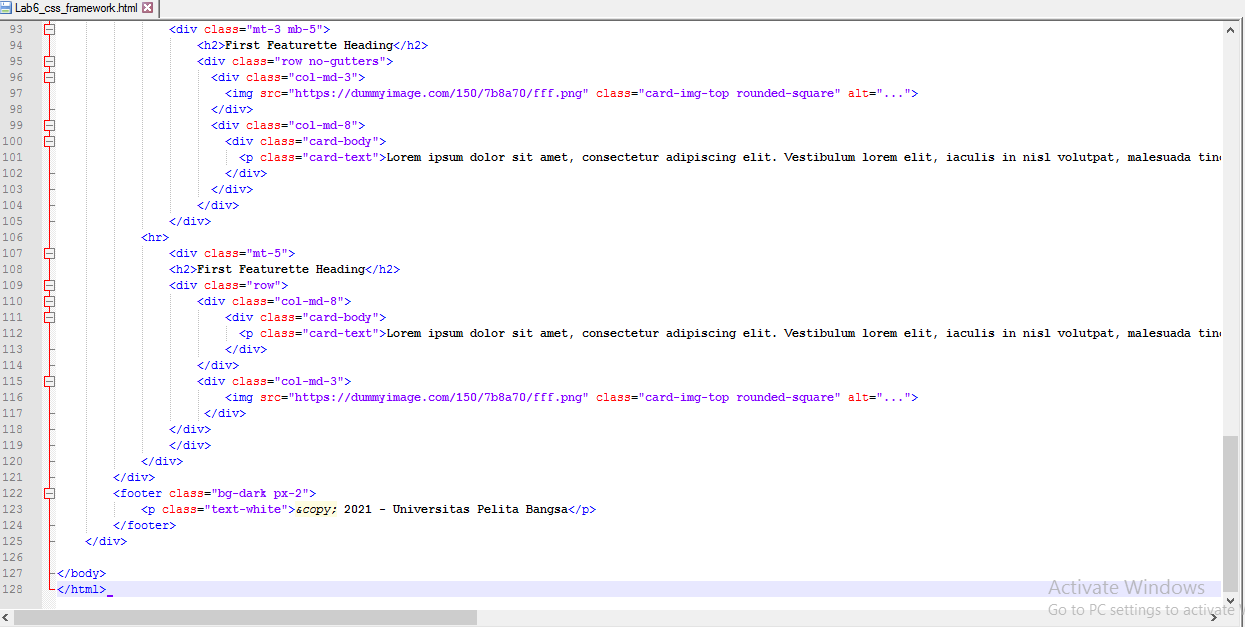 Lab6_css_framework.html
93 <div class="mt-3 mb-5">
94 <h2>First Featurette Heading</h2>
95 <div class="row no-gutters">
96 <div class="col-md-3">
97 <img src="https://dummyimage.com/150/7b8a70/fff.png" class="card-img-top rounded-square" alt="...">
98 </div>
99 <div class="col-md-8">
100 <div class="card-body">
101 <p class="card-text">Lorem ipsum dolor sit amet, consectetur adipiscing elit. Vestibulum lorem elit, iaculis in nisl volutpat, malesuada
102 </div>
103 </div>
104 </div>
105 </div>
106 <hr>
107 <div class="mt-5">
108 <h2>First Featurette Heading</h2>
109 <div class="row">
110 <div class="col-md-8">
111 <div class="card-body">
112 <p class="card-text">Lorem ipsum dolor sit amet, consectetur adipiscing elit. Vestibulum lorem elit, iaculis in nisl volutpat, malesuada
113 </div>
114 </div>
115 <div class="col-md-3">
116 <img src="https://dummyimage.com/150/7b8a70/fff.png" class="card-img-top rounded-square" alt="...">
117 </div>
118 </div>
119 </div>
120 </div>
121 </div>
122 <footer class="bg-dark px-2">
123 <p class="text-white">&copy; 2021 - Universitas Pelita Bangsa</p>
124 </footer>
125 </div>
126
127 </body>
128 </html>
Activate Windows
Go to PC settings to activate